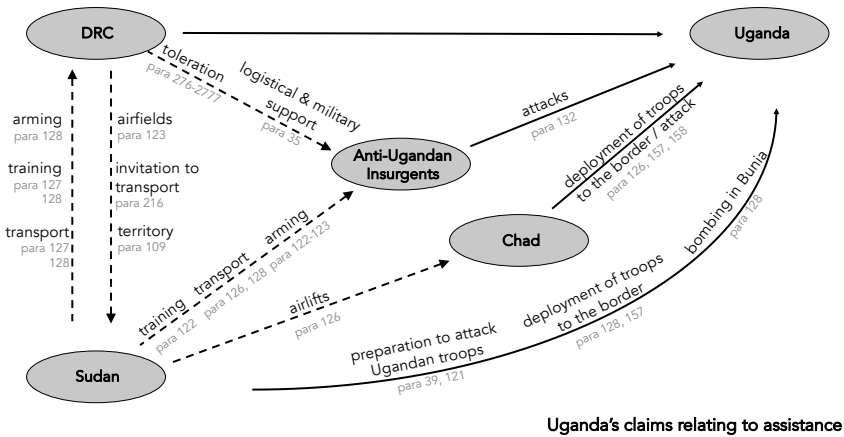 DRC
Uganda
toleration
para 276-2777
logistical & military
support
para 35
arming
para 128
training
para 127
128
transport
para 127
128
airfields
para 123
invitation to
transport
para 216
territory
para 109
Anti-Ugandan
Insurgents
attacks
para 132
deployment of troops
to the border / attack
para 126, 157, 158
Chad
training
para 122
transport
para 126, 128
arming
para 122-123
airlifts
para 126
Sudan
preparation to attack
Ugandan troops
para 39, 121
deployment of troops
to the border
para 128, 157
bombing in Bunia
para 128
Uganda's claims relating to assistance